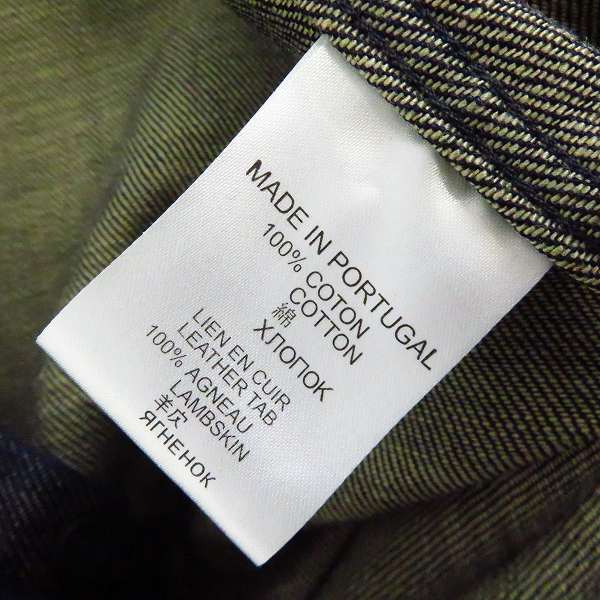 MADE IN PORTUGAL
100% COTON
COTTON
綿
ХЛОПОК
LIEN EN CUIR
LEATHER TAB
100% AGNEAU
LAMBSKIN
羊皮
ЯГНЕНОК